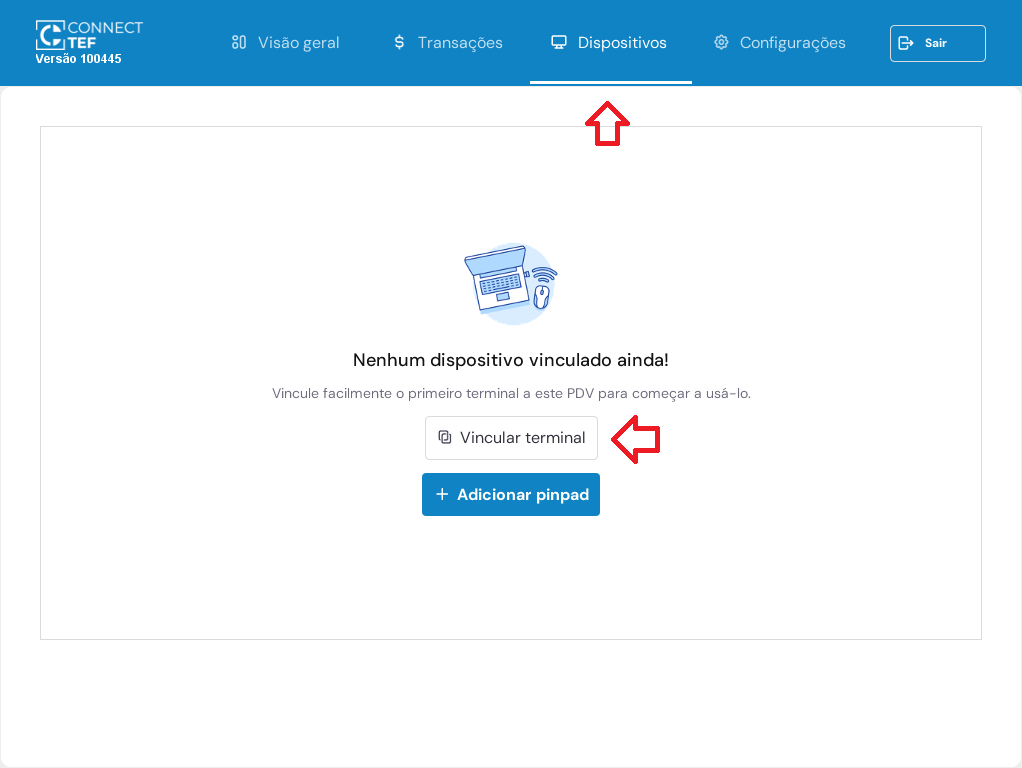 CONNECT
TEF
Versão 100445
Visão geral
Transações
Dispositivos
Configurações
Sair
Nenhum dispositivo vinculado ainda!
Vincule facilmente o primeiro terminal a este PDV para começar a usá-lo.
Vincular terminal
+ Adicionar pinpad